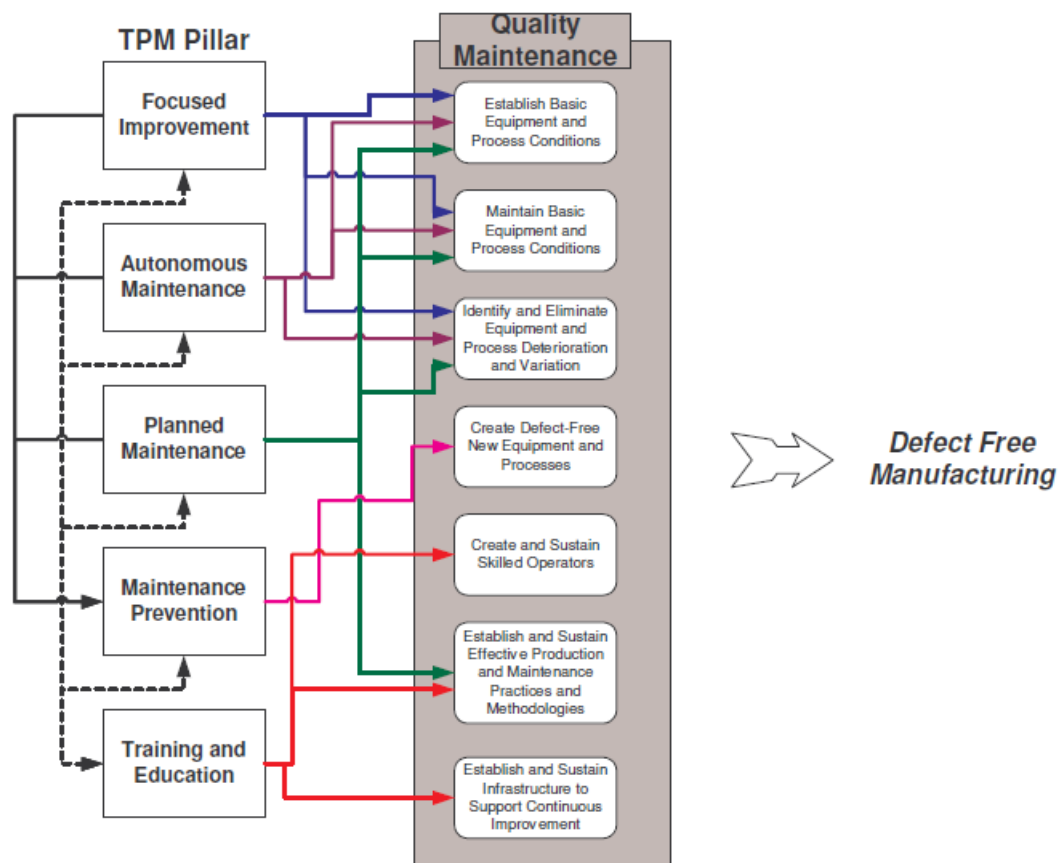 TPM Pillar
Focused
Improvement
Autonomous
Maintenance
Planned
Maintenance
Maintenance
Prevention
Training and
Education
Quality
Maintenance
Establish Basic
Equipment and
Process Conditions
Maintain Basic
Equipment and
Process Conditions
Identify and Eliminate
Equipment and
Process Deterioration
and Variation
Create Defect-Free
New Equipment and
Processes
Create and Sustain
Skilled Operators
Establish and Sustain
Effective Production
and Maintenance
Practices and
Methodologies
Establish and Sustain
Infrastructure to
Support Continuous
Improvement
Defect Free
Manufacturing